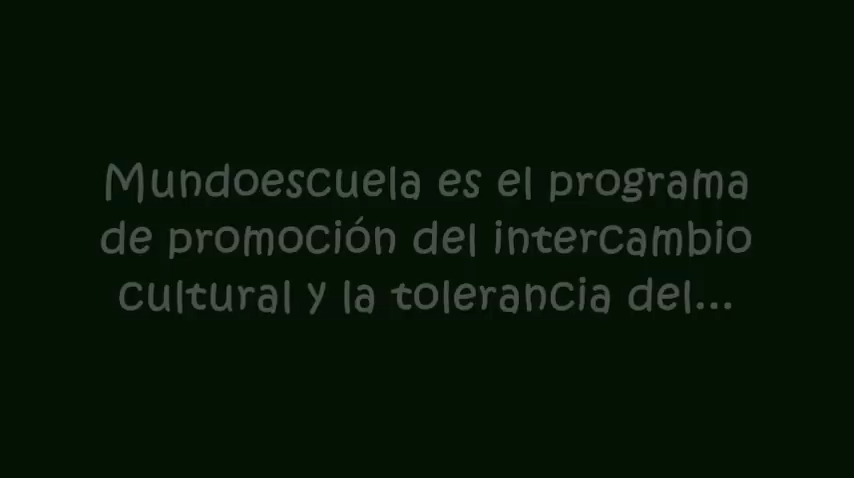 Mundoescuela es el programa
de promoción del intercambio
cultural y la tolerancia del...